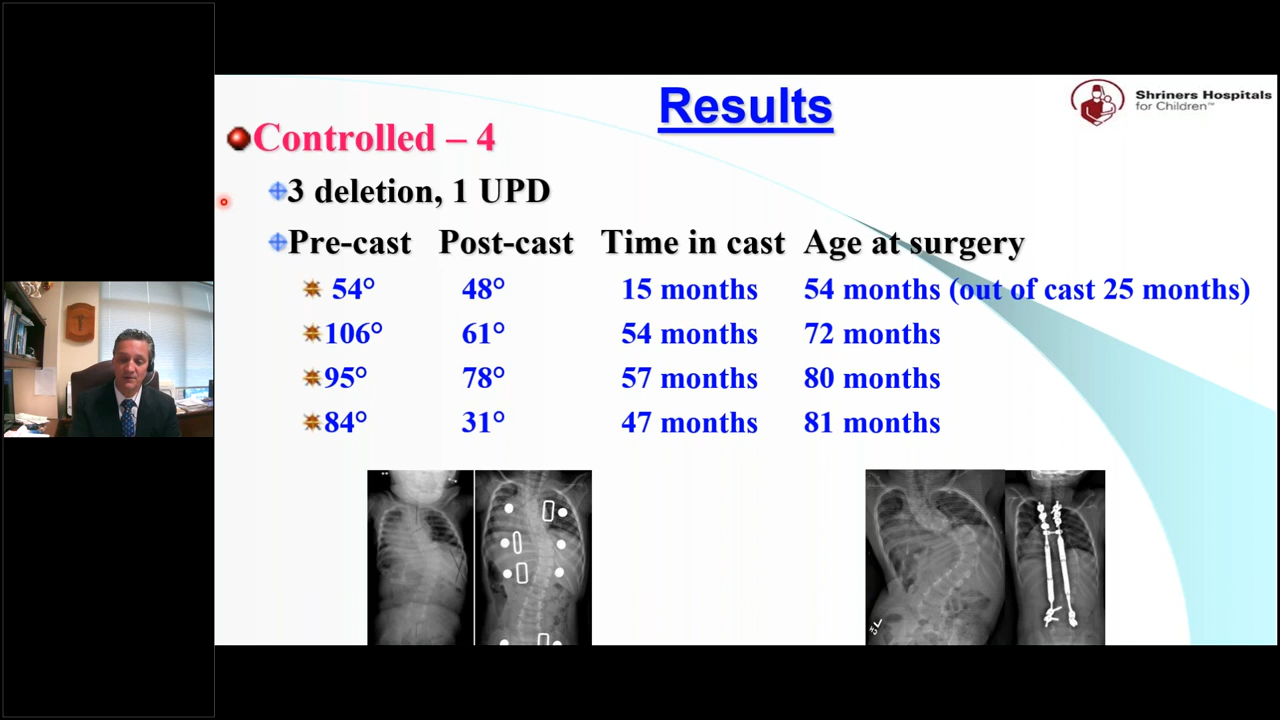 Results
Shriners Hospitals
for Children™
Controlled – 4
3 deletion, 1 UPD
Pre-cast Post-cast Time in cast Age at surgery
54° 48° 15 months 54 months (out of cast 25 months)
106° 61° 54 months 72 months
95° 78° 57 months 80 months
84° 31° 47 months 81 months